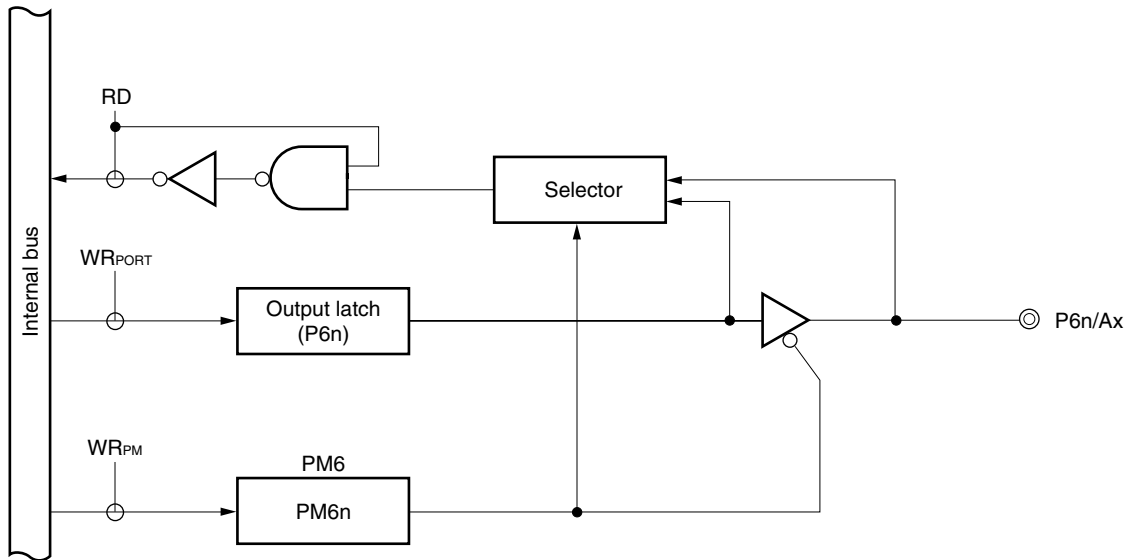 RD
Selector
Internal bus
WRPORT
Output latch
(P6n)
P6n/Ax
WRPM
PM6
PM6n